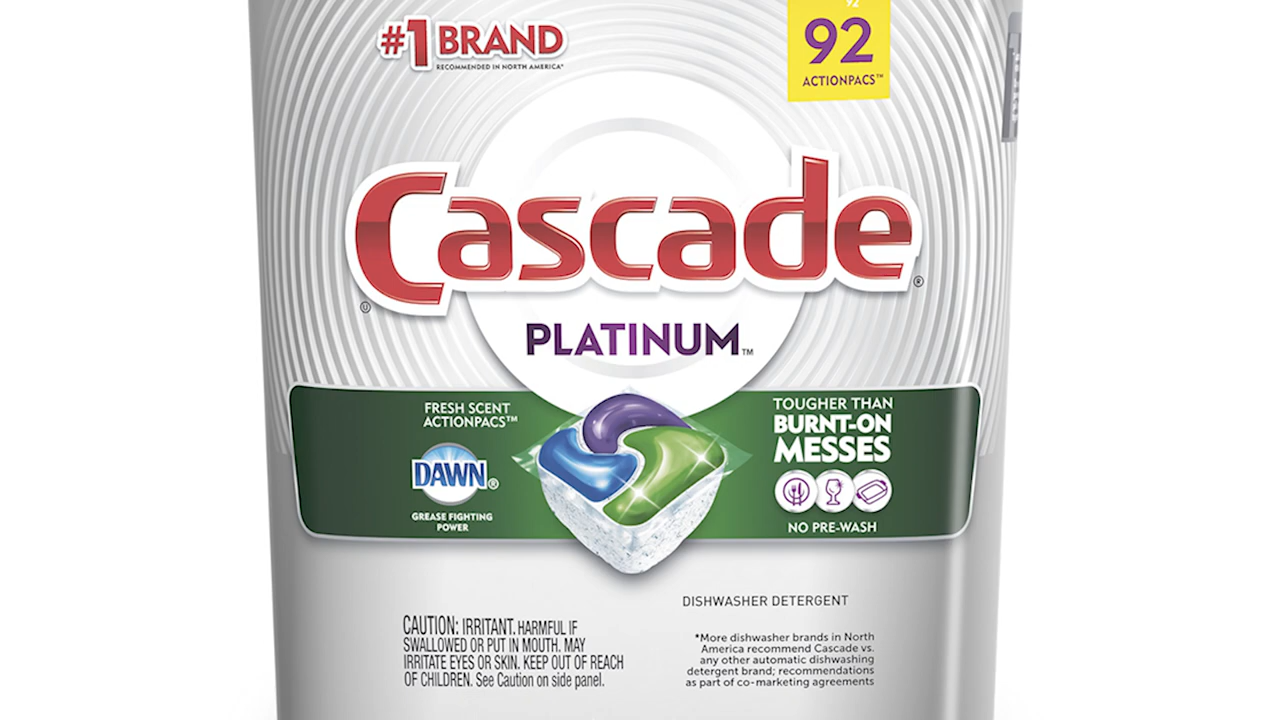 #1 BRAND
RECOMMENDED IN NORTH AMERICA*
92
92
ACTIONPACS™
Cascade®
PLATINUM™
FRESH SCENT
ACTIONPACS™
DAWN®
GREASE FIGHTING
POWER
TOUGHER THAN
BURNT-ON
MESSES
NO PRE-WASH
DISHWASHER DETERGENT
CAUTION: IRRITANT. HARMFUL IF
SWALLOWED OR PUT IN MOUTH. MAY
IRRITATE EYES OR SKIN. KEEP OUT OF REACH
OF CHILDREN. See Caution on side panel.
*More dishwasher brands in North
America recommend Cascade vs.
any other automatic dishwashing
detergent brand; recommendations
as part of co-marketing agreements